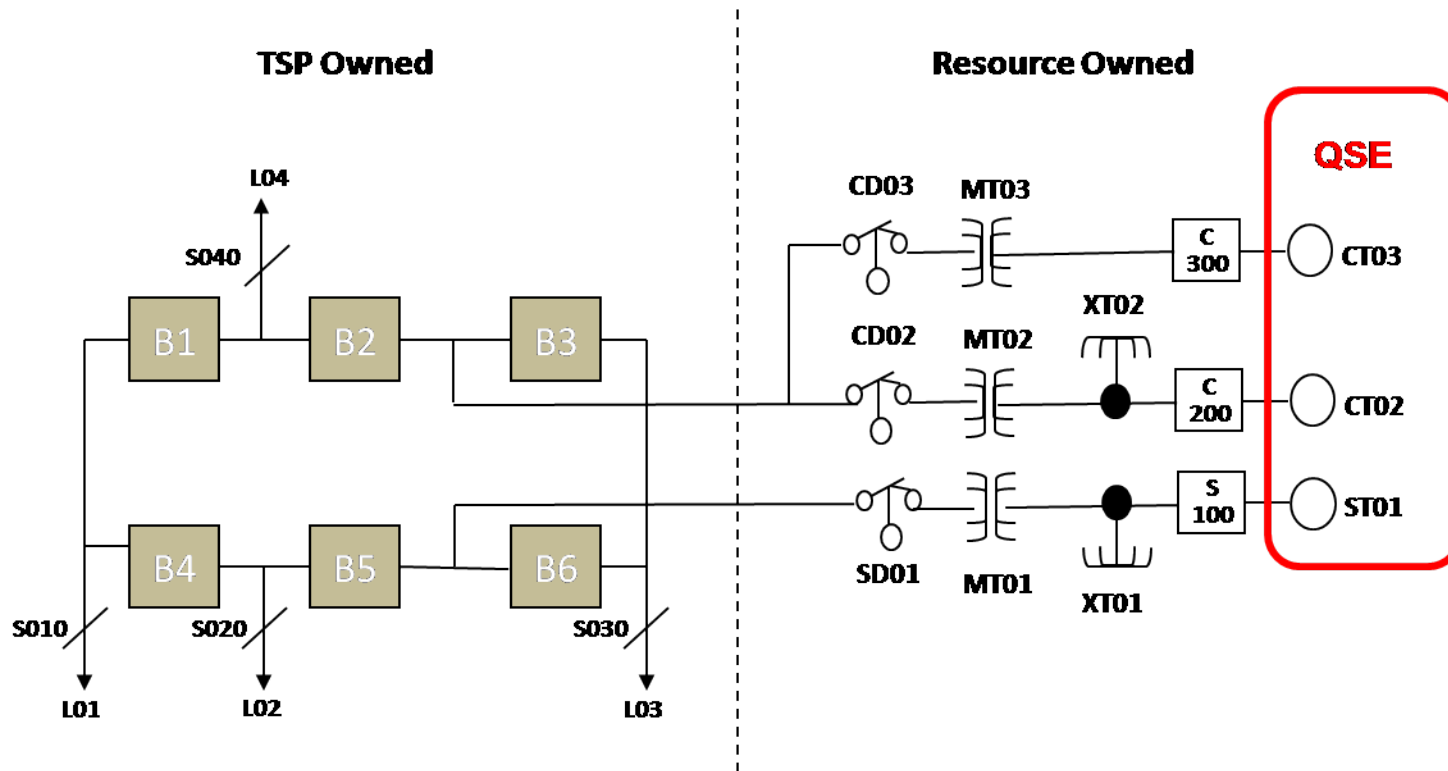 TSP Owned
Resource Owned
QSE
L04
CD03
MT03
S040
C
300
CT03
XT02
B1
B2
B3
CD02
MT02
C
200
CT02
S
100
ST01
B4
B5
B6
SD01
MT01
XT01
S010
S020
S030
L01
L02
L03